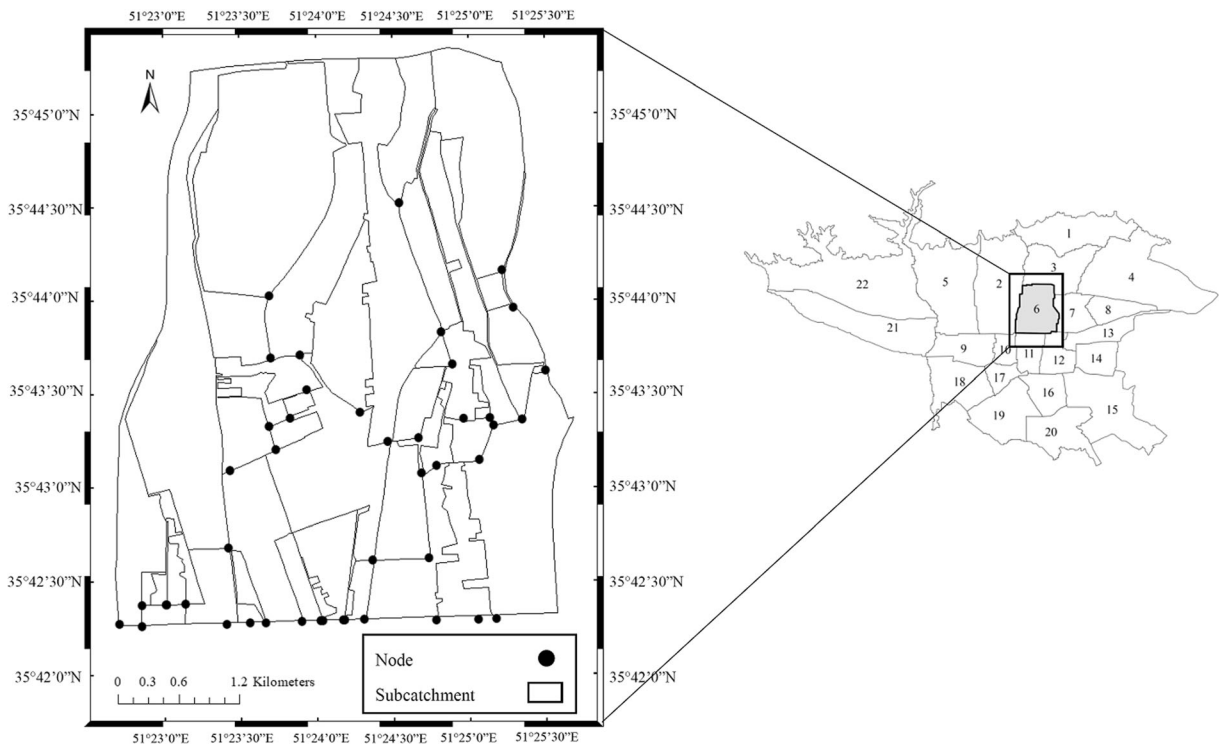 51°23’0”E 51°23’30”E 51°24’0”E 51°24’30”E 51°25’0”E 51°25’30”E
N
35°45’0”N 35°45’0”N
35°44’30”N 35°44’30”N
35°44’0”N 35°44’0”N
35°43’30”N 35°43’30”N
35°43’0”N 35°43’0”N
35°42’30”N 35°42’30”N
35°42’0”N 35°42’0”N
Node
Subcatchment
0 0.3 0.6 1.2 Kilometers
51°23’0”E 51°23’30”E 51°24’0”E 51°24’30”E 51°25’0”E 51°25’30”E
1
3
4
22 5 2
6 7 8
21 13
9 10 11 12 14
18 17 16
19 15
20